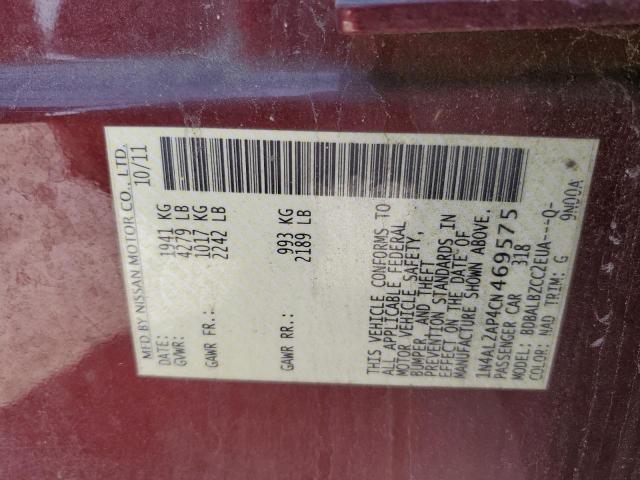 MFD BY NISSAN MOTOR CO., LTD.
10/11
GVWR: 1941 KG
4279 LB
GAWR FR.: 1017 KG
2242 LB
GAWR RR.: 993 KG
2189 LB
THIS VEHICLE CONFORMS TO
ALL APPLICABLE FEDERAL
MOTOR VEHICLE SAFETY,
BUMPER, AND THEFT
PREVENTION STANDARDS IN
EFFECT ON THE DATE OF
MANUFACTURE SHOWN ABOVE.
1N4AL2AP4CN469575
PASSENGER CAR 318
MODEL: BDBALBZCC2EUA---Q-
COLOR: NAD TRIM: G 9N00A